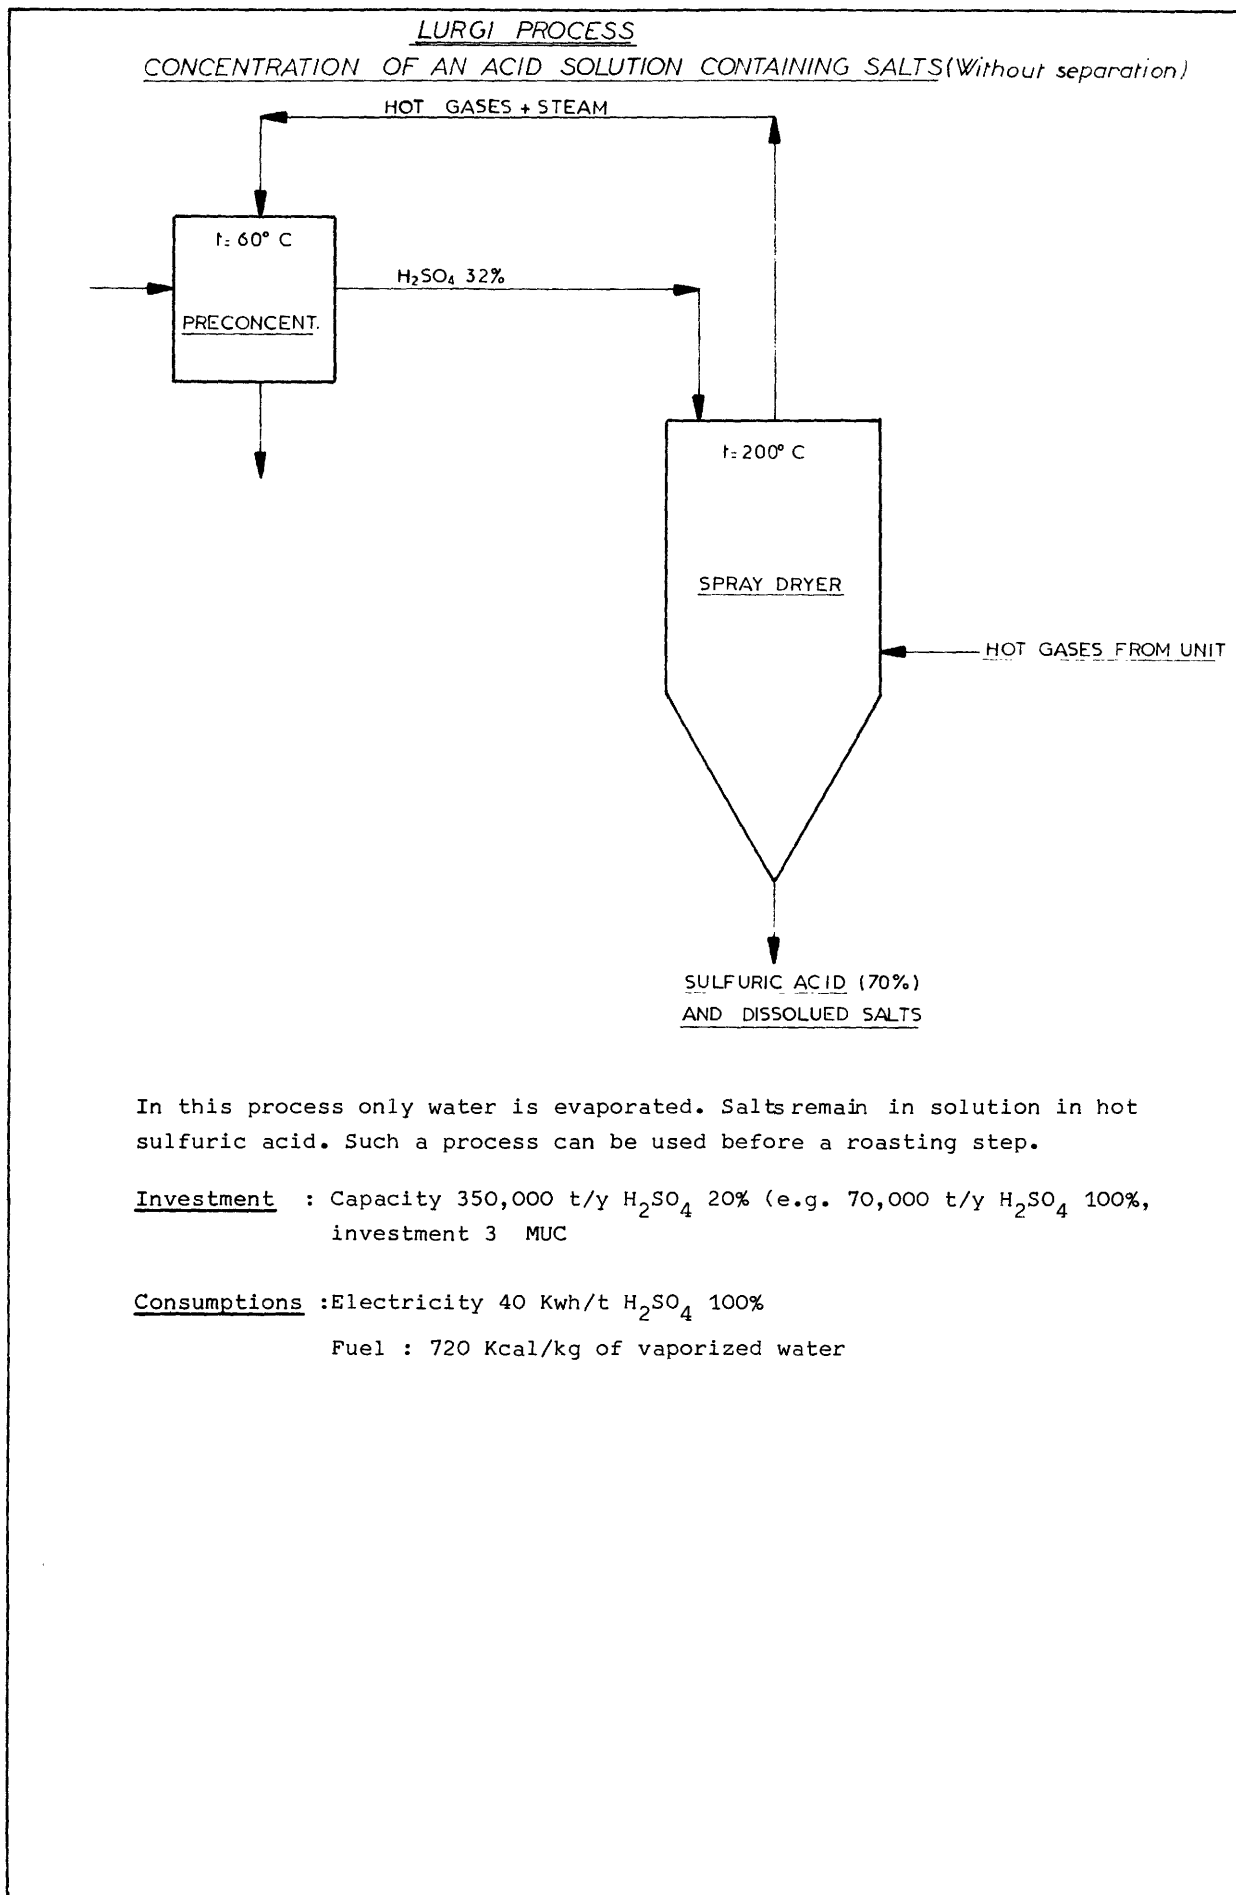 LURGI PROCESS
CONCENTRATION OF AN ACID SOLUTION CONTAINING SALTS (Without separation)
HOT GASES + STEAM
t= 60° C
H₂SO₄ 32%
PRECONCENT.
t= 200° C
SPRAY DRYER
HOT GASES FROM UNIT
SULFURIC ACID (70%)
AND DISSOLUED SALTS
In this process only water is evaporated. Salts remain in solution in hot
sulfuric acid. Such a process can be used before a roasting step.
Investment : Capacity 350,000 t/y H₂SO₄ 20% (e.g. 70,000 t/y H₂SO₄ 100%,
investment 3 MUC
Consumptions :Electricity 40 Kwh/t H₂SO₄ 100%
Fuel : 720 Kcal/kg of vaporized water